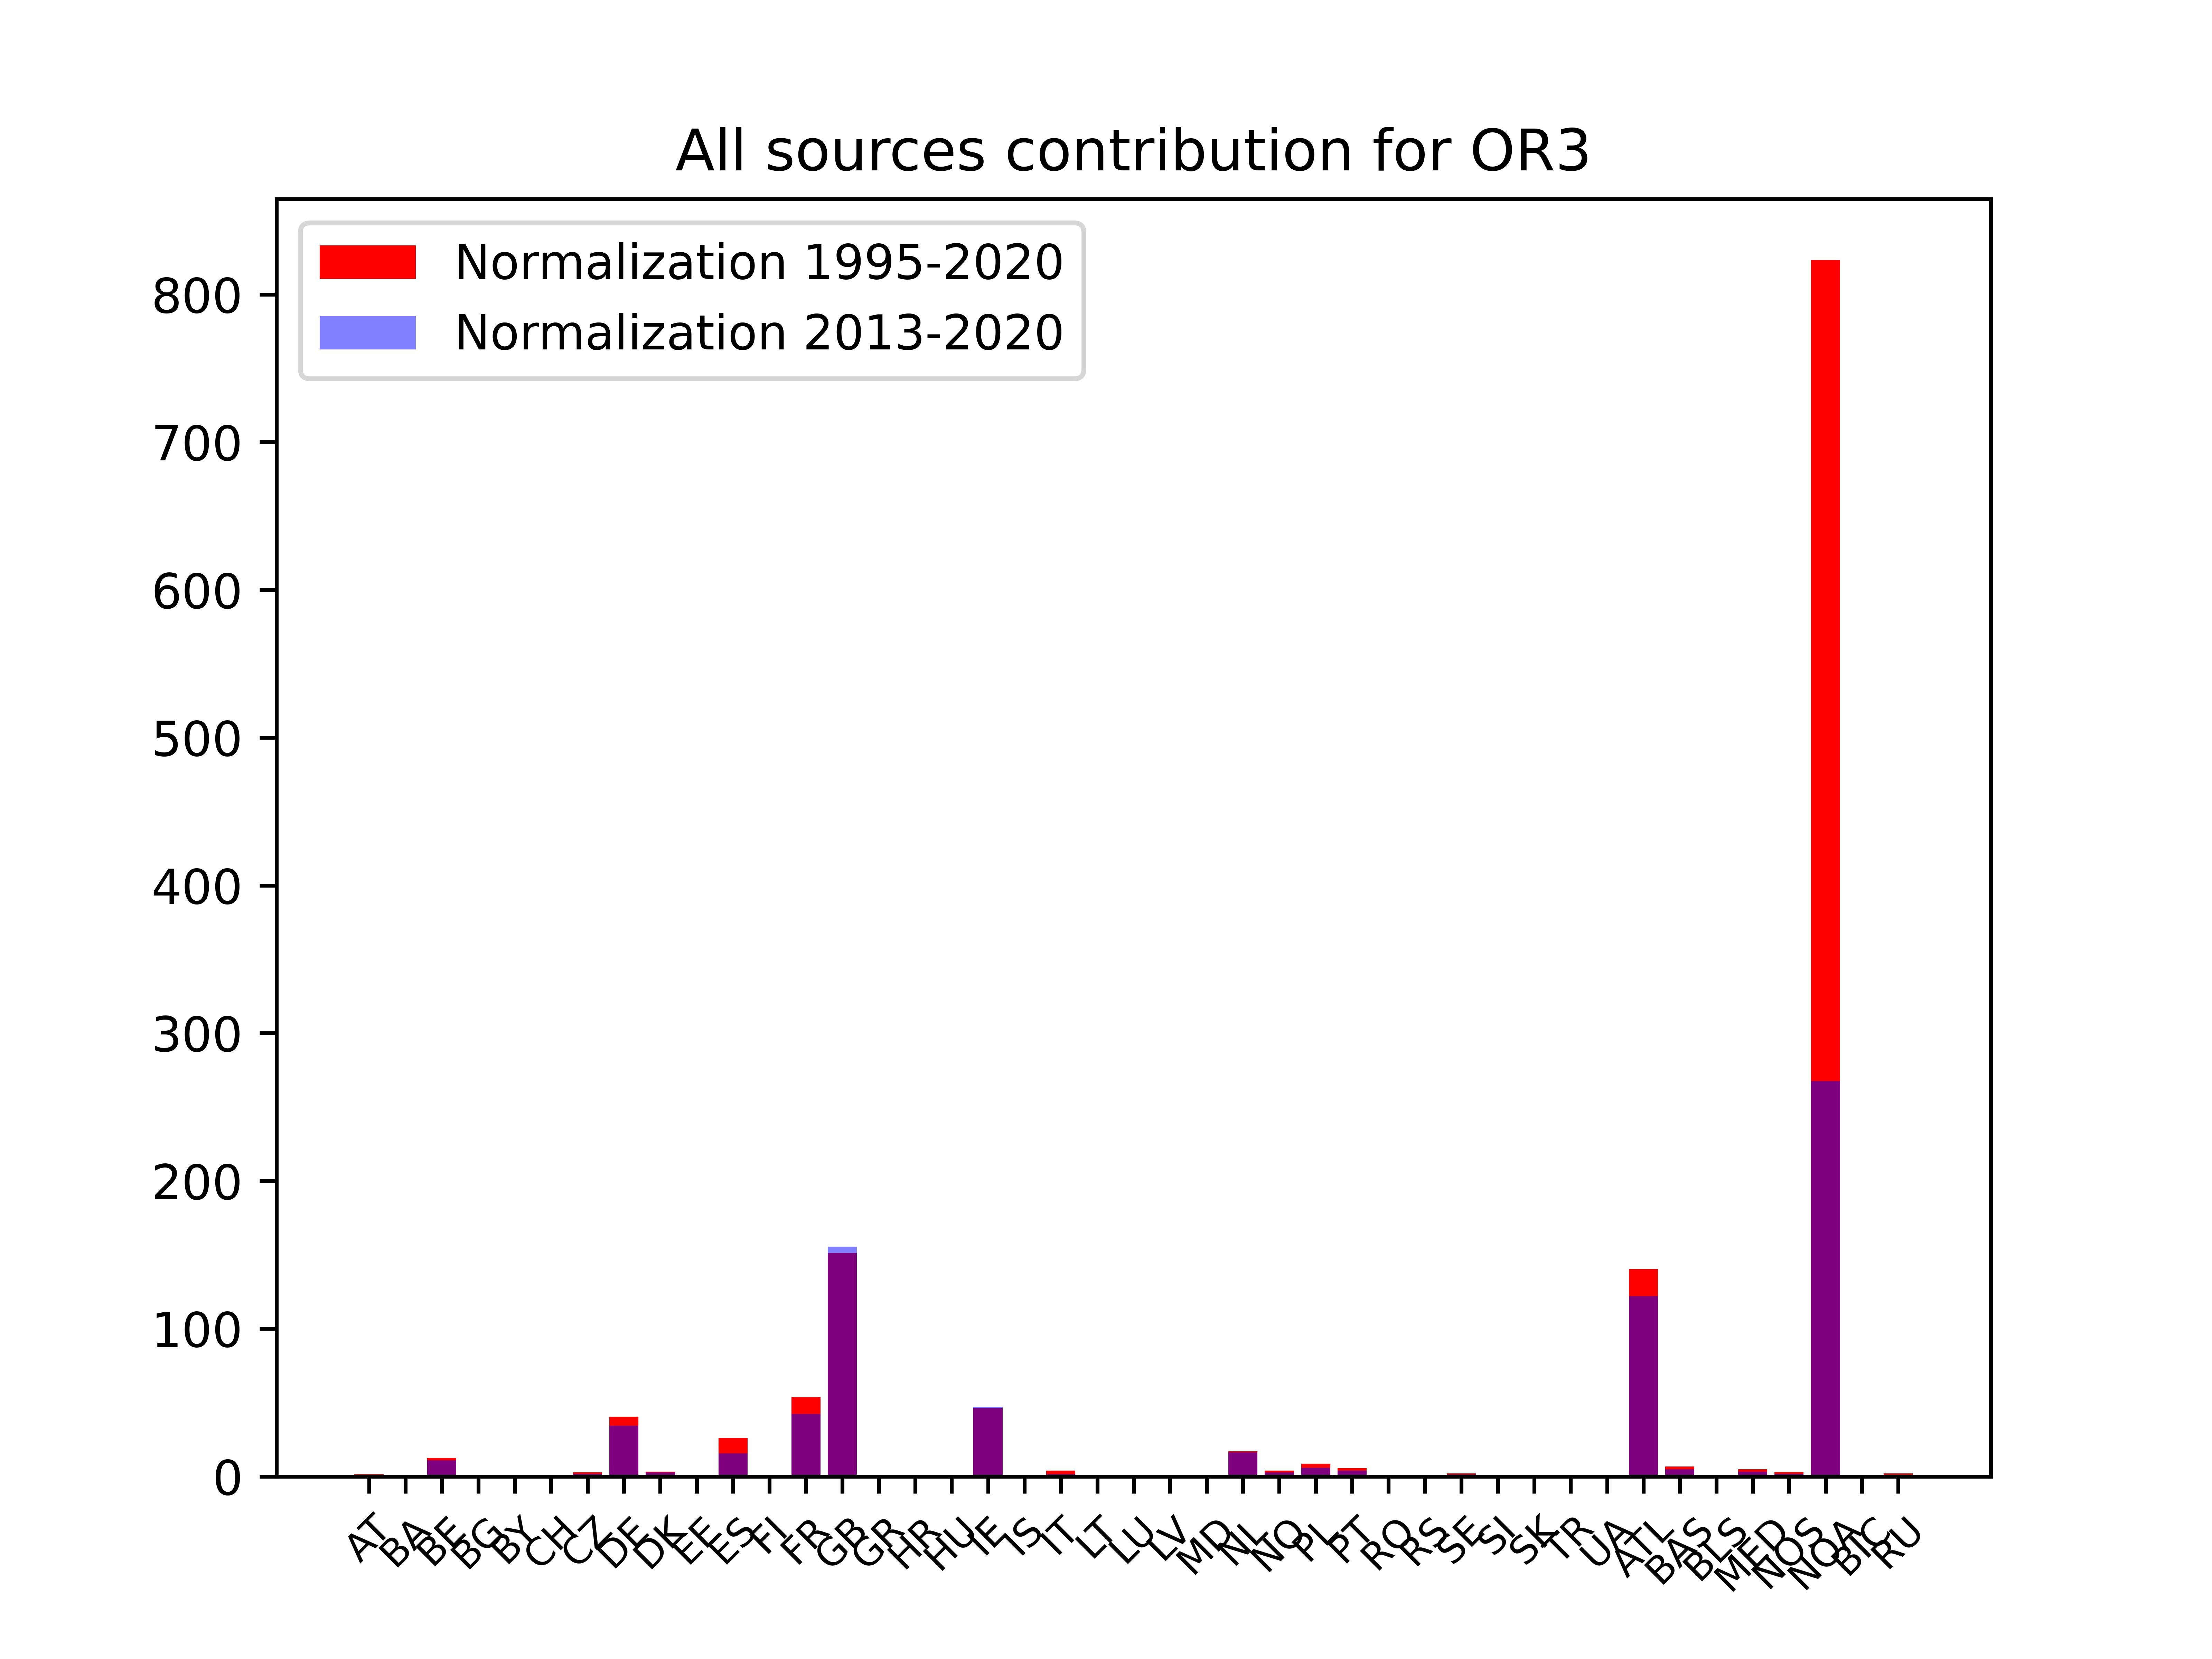 All sources contribution for OR3
Normalization 1995-2020
Normalization 2013-2020
800
700
600
500
400
300
200
100
0
AT
BA
BE
BG
BY
CH
CZ
DE
DK
EE
ES
FI
FR
GB
GR
HR
HU
IE
IS
IT
LT
LU
LV
MD
NL
NO
PL
PT
RO
RS
SE
SI
SK
TR
UA
ATL
BAS
BLS
MED
NOS
NOA
BIC
RU